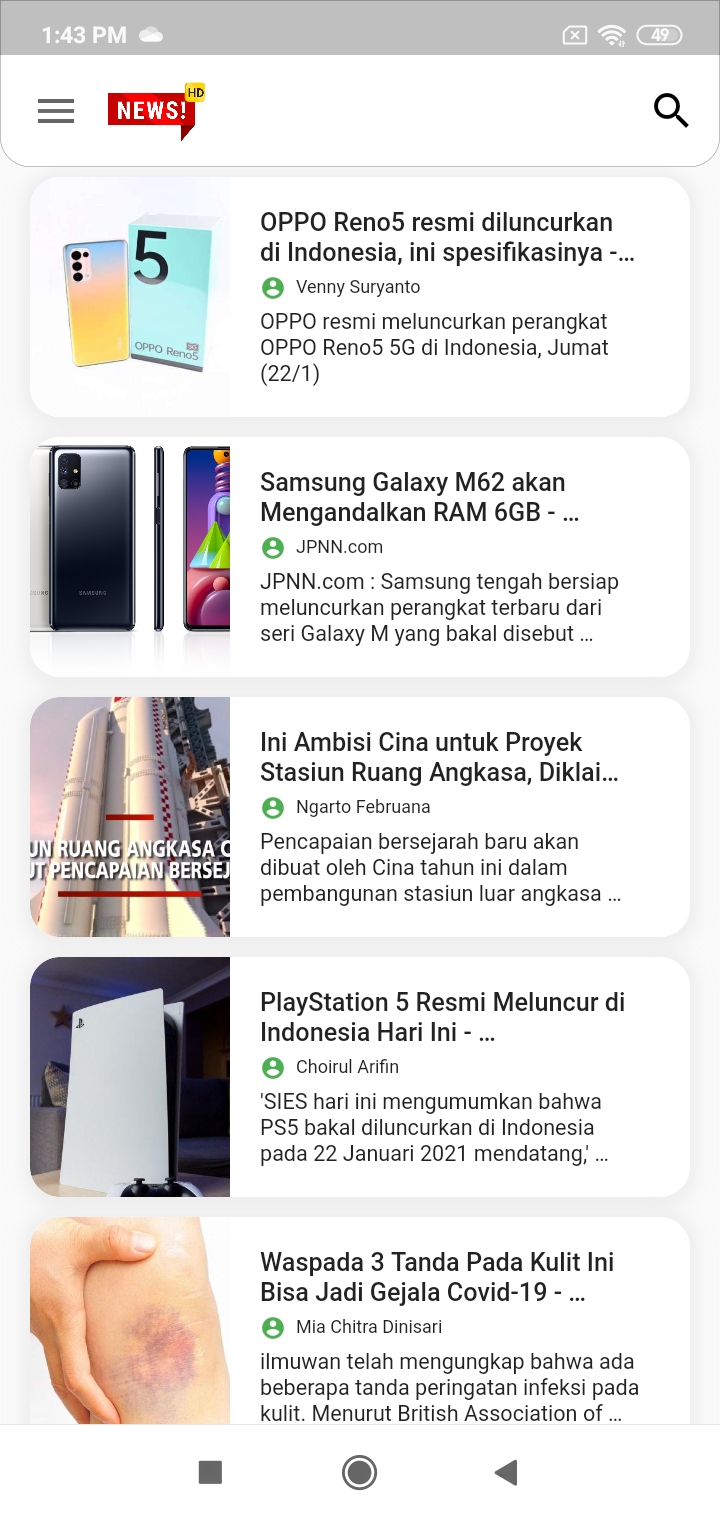 1:43 PM
49
NEWS!
HD
OPPO Reno5 resmi diluncurkan
di Indonesia, ini spesifikasinya -...
Venny Suryanto
OPPO resmi meluncurkan perangkat
OPPO Reno5 5G di Indonesia, Jumat
(22/1)
5
OPPO Reno5
Samsung Galaxy M62 akan
Mengandalkan RAM 6GB - ...
JPNN.com
JPNN.com : Samsung tengah bersiap
meluncurkan perangkat terbaru dari
seri Galaxy M yang bakal disebut ...
SAMSUNG
Ini Ambisi Cina untuk Proyek
Stasiun Ruang Angkasa, Diklai...
Ngarto Februana
Pencapaian bersejarah baru akan
dibuat oleh Cina tahun ini dalam
pembangunan stasiun luar angkasa ...
UN RUANG ANGKASA C
UT PENCAPAIAN BERSEJ
PlayStation 5 Resmi Meluncur di
Indonesia Hari Ini - ...
Choirul Arifin
'SIES hari ini mengumumkan bahwa
PS5 bakal diluncurkan di Indonesia
pada 22 Januari 2021 mendatang,' ...
Waspada 3 Tanda Pada Kulit Ini
Bisa Jadi Gejala Covid-19 - ...
Mia Chitra Dinisari
ilmuwan telah mengungkap bahwa ada
beberapa tanda peringatan infeksi pada
kulit. Menurut British Association of ...